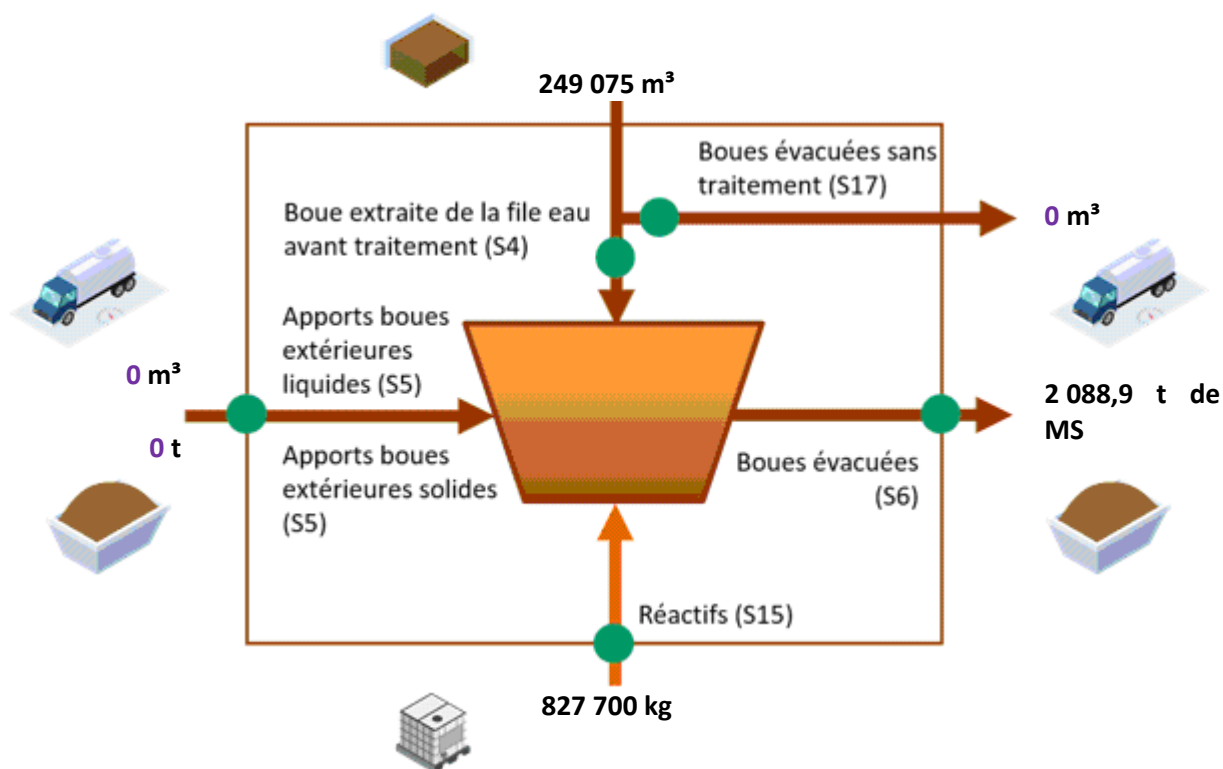 249 075 m³
Boues évacuées sans
traitement (S17)
Boue extraite de la file eau
avant traitement (S4)
0 m³
Apports boues
extérieures
liquides (S5)
0 m³
0 t
2 088,9 t de
MS
Apports boues
extérieures solides
(S5)
Boues évacuées
(S6)
Réactifs (S15)
827 700 kg